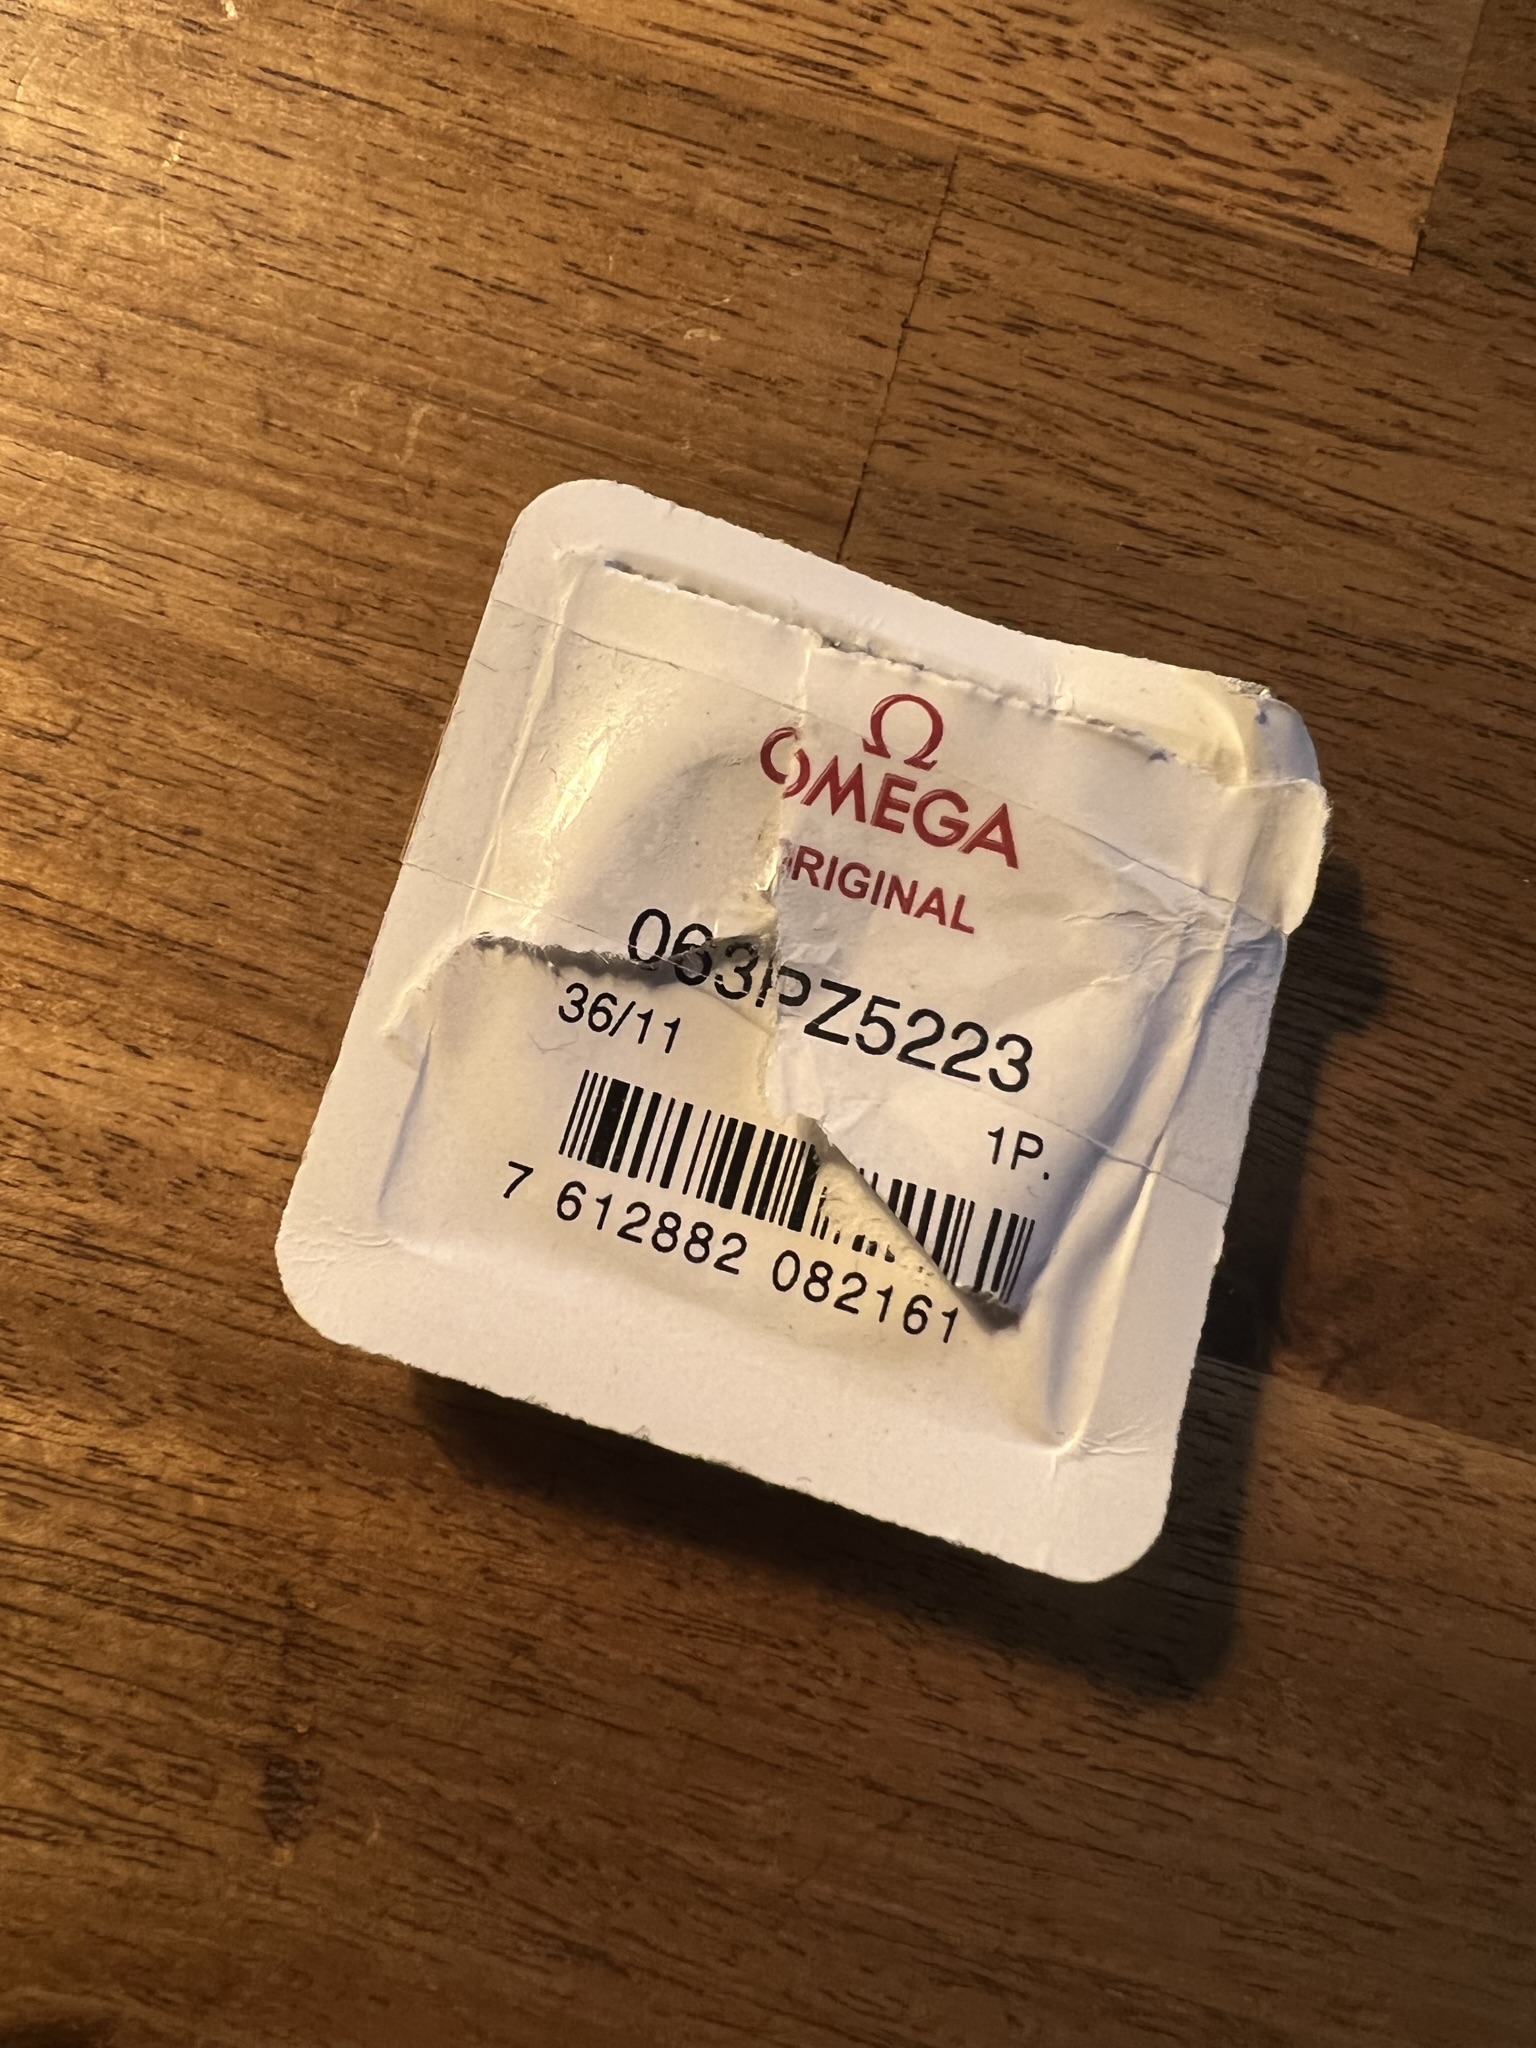 Ω
OMEGA
ORIGINAL
063PZ5223
36/11
1P.
7 612882 082161